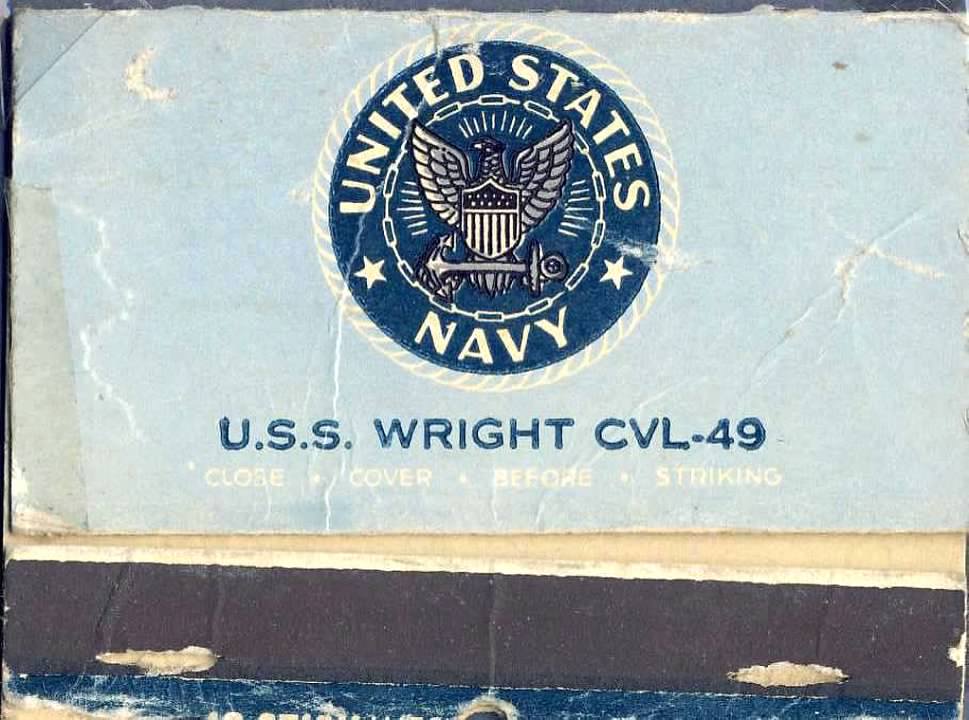 UNITED STATES
NAVY
U.S.S. WRIGHT CVL-49
CLOSE • COVER • BEFORE • STRIKING